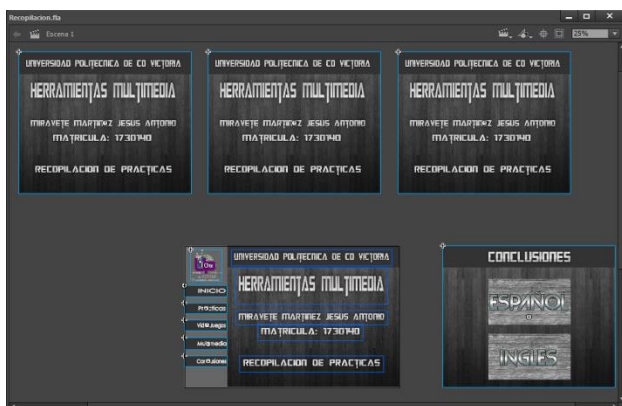 Recopilacion.fla
Escena 1
25%
UNIVERSIDAD POLITECNICA DE CD VICTORIA
HERRAMIENTAS MULTIMEDIA
MIRAVETE MARTINEZ JESUS ANTONIO
MATRICULA: 1730140
RECOPILACION DE PRACTICAS
UNIVERSIDAD POLITECNICA DE CD VICTORIA
HERRAMIENTAS MULTIMEDIA
MIRAVETE MARTINEZ JESUS ANTONIO
MATRICULA: 1730140
RECOPILACION DE PRACTICAS
UNIVERSIDAD POLITECNICA DE CD VICTORIA
HERRAMIENTAS MULTIMEDIA
MIRAVETE MARTINEZ JESUS ANTONIO
MATRICULA: 1730140
RECOPILACION DE PRACTICAS
INICIO
Prácticas
VideoJuegos
Multimedia
Conclusiones
UNIVERSIDAD POLITECNICA DE CD VICTORIA
HERRAMIENTAS MULTIMEDIA
MIRAVETE MARTINEZ JESUS ANTONIO
MATRICULA: 1730140
RECOPILACION DE PRACTICAS
CONCLUSIONES
ESPAÑOL
INGLES